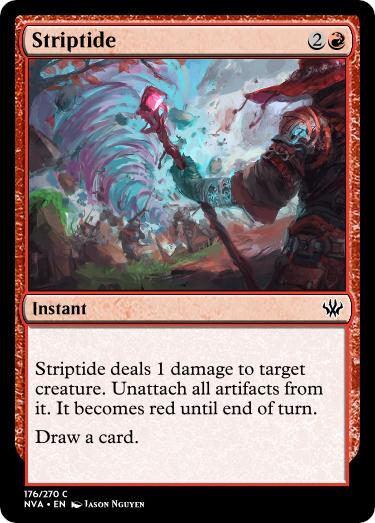 Striptide 2
Instant
Striptide deals 1 damage to target
creature. Unattach all artifacts from
it. It becomes red until end of turn.
Draw a card.
176/270 C
NVA • EN Jason Nguyen